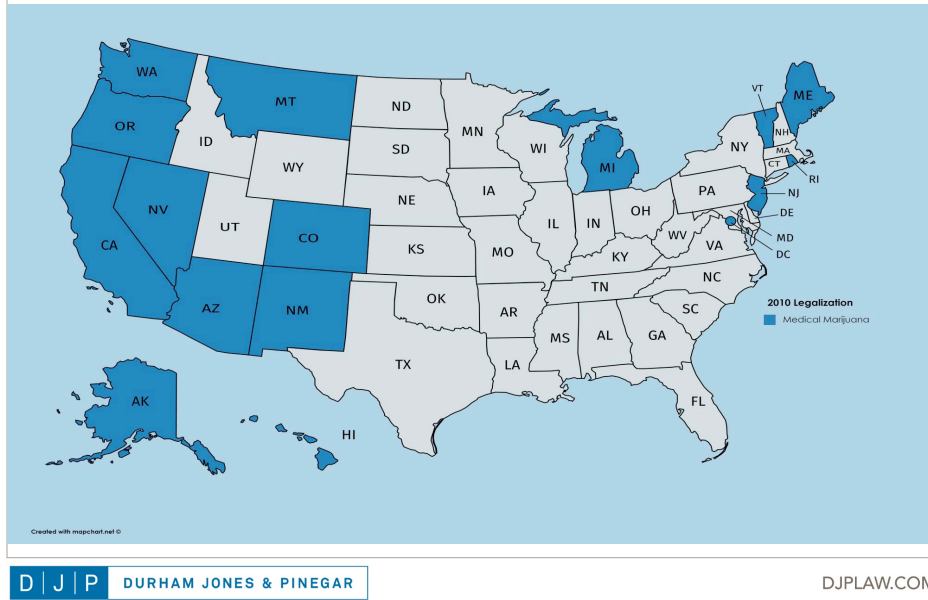 WA
MT
ND
MN
VT
ME
OR
ID
SD
WI
MI
NY
NH
MA
CT
RI
WY
NE
IA
PA
NJ
NV
UT
CO
KS
MO
IL
IN
OH
WV
VA
DE
MD
DC
CA
KY
AZ
NM
OK
AR
TN
NC
SC
MS
AL
GA
TX
LA
FL
AK
HI
2010 Legalization
Medical Marijuana
Created with mapchart.net ©
D|J|P DURHAM JONES & PINEGAR
DJPLAW.COM